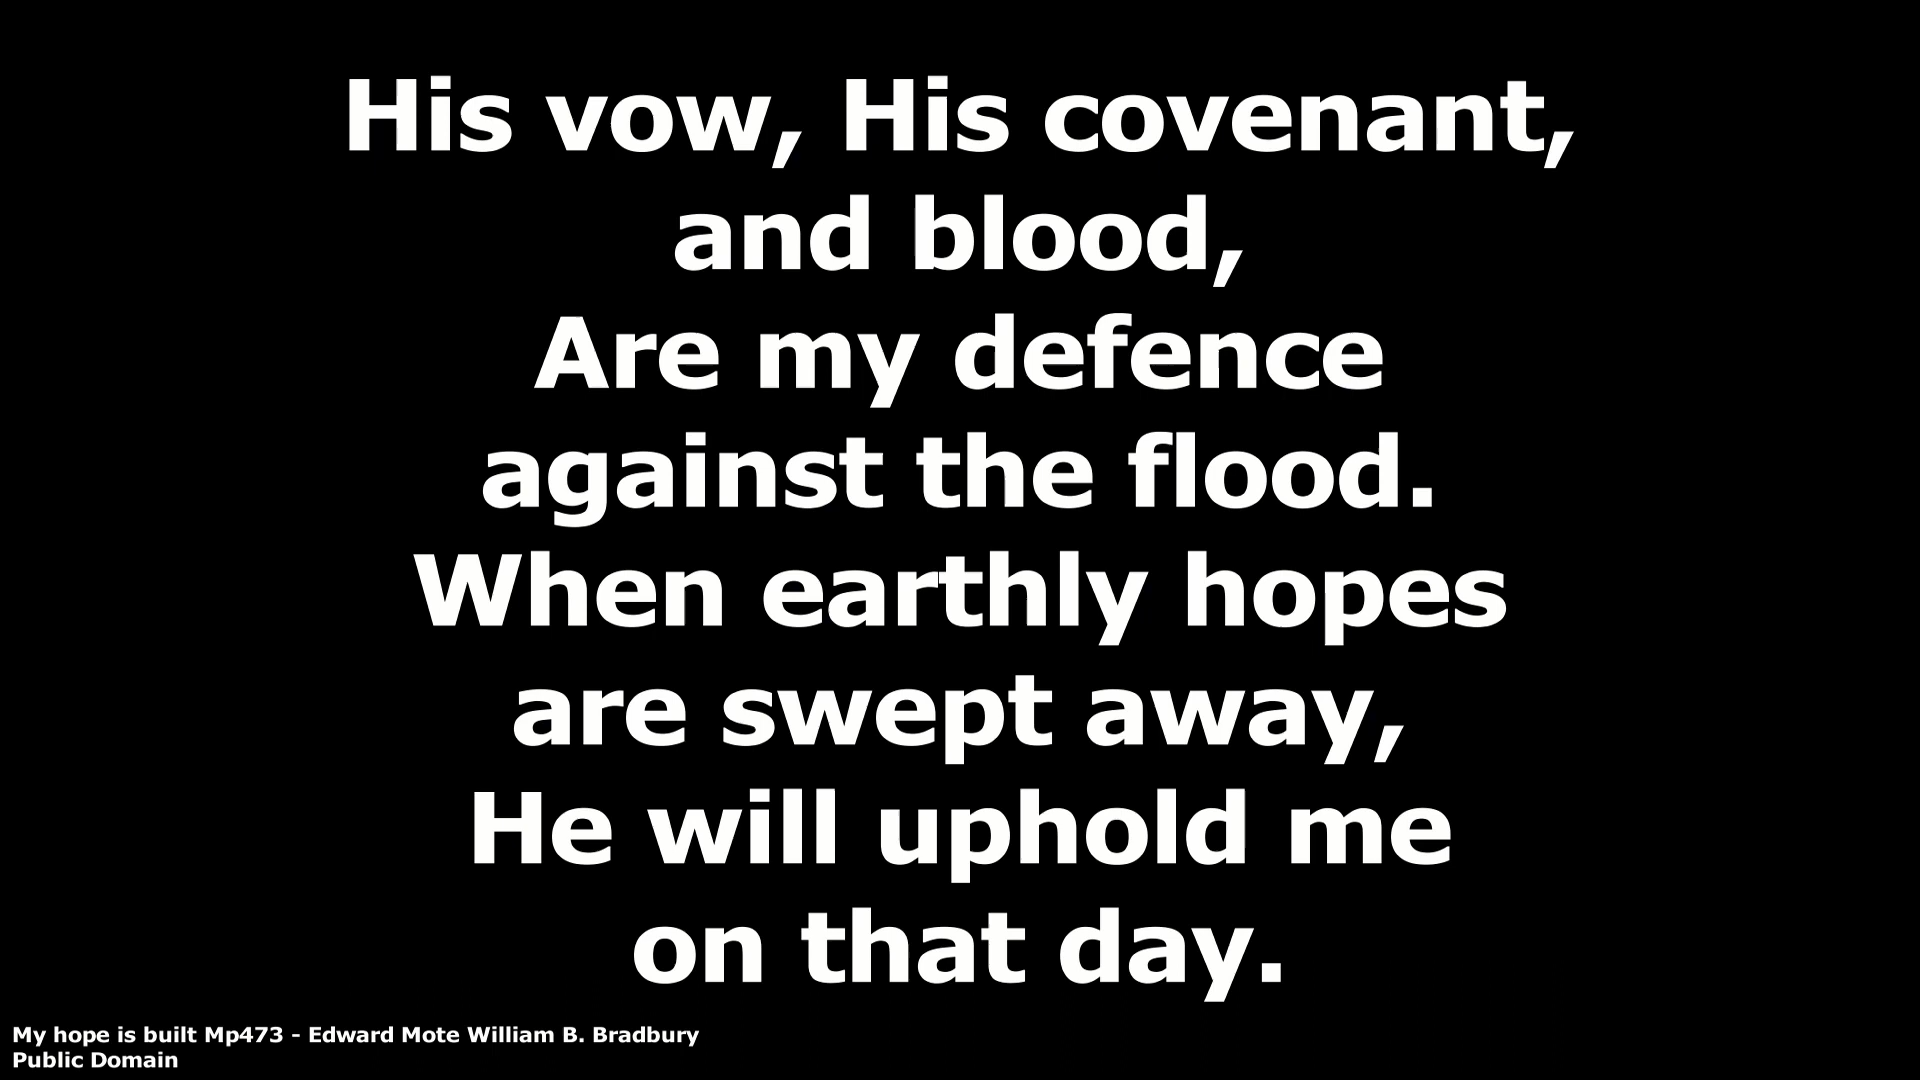 His vow, His covenant,
and blood,
Are my defence
against the flood.
When earthly hopes
are swept away,
He will uphold me
on that day.
My hope is built Mp473 - Edward Mote William B. Bradbury
Public Domain